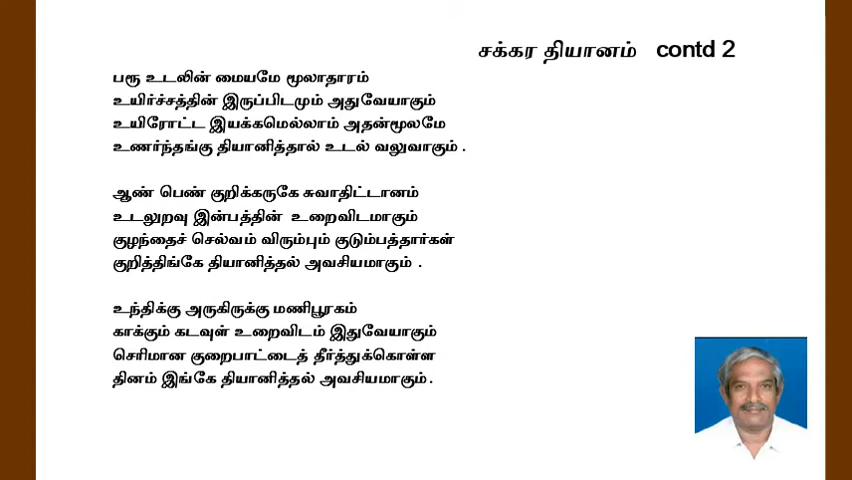 சக்கர தியானம் contd 2
பரூ உடலின் மையமே மூலாதாரம்
உயிர்ச்சத்தின் இருப்பிடமும் அதுவேயாகும்
உயிரோட்ட இயக்கமெல்லாம் அதன்மூலமே
உணர்ந்தங்கு தியானித்தால் உடல் வலுவாகும் .
ஆண் பெண் குறிக்கருகே சுவாதிட்டானம்
உடலுறவு இன்பத்தின் உறைவிடமாகும்
குழந்தைச் செல்வம் விரும்பும் குடும்பத்தார்கள்
குறித்திங்கே தியானித்தல் அவசியமாகும் .
உந்திக்கு அருகிருக்கு மணிபூரகம்
காக்கும் கடவுள் உறைவிடம் இதுவேயாகும்
செரிமான குறைபாட்டைத் தீர்த்துக்கொள்ள
தினம் இங்கே தியானித்தல் அவசியமாகும் .